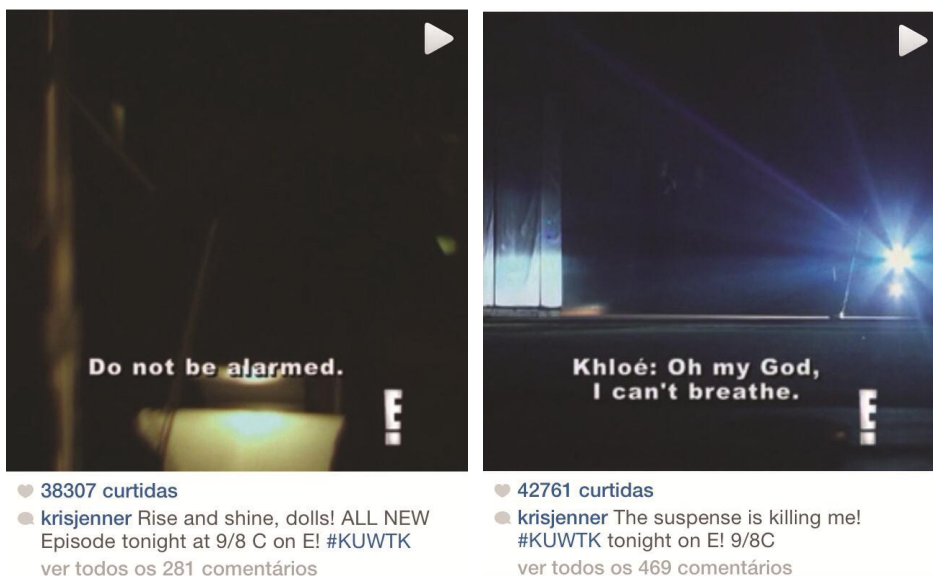 Do not be alarmed.
E!
38307 curtidas
krisjenner Rise and shine, dolls! ALL NEW
Episode tonight at 9/8 C on E! #KUWTK
ver todos os 281 comentários
Khloé: Oh my God,
I can't breathe.
E!
42761 curtidas
krisjenner The suspense is killing me!
#KUWTK tonight on E! 9/8C
ver todos os 469 comentários